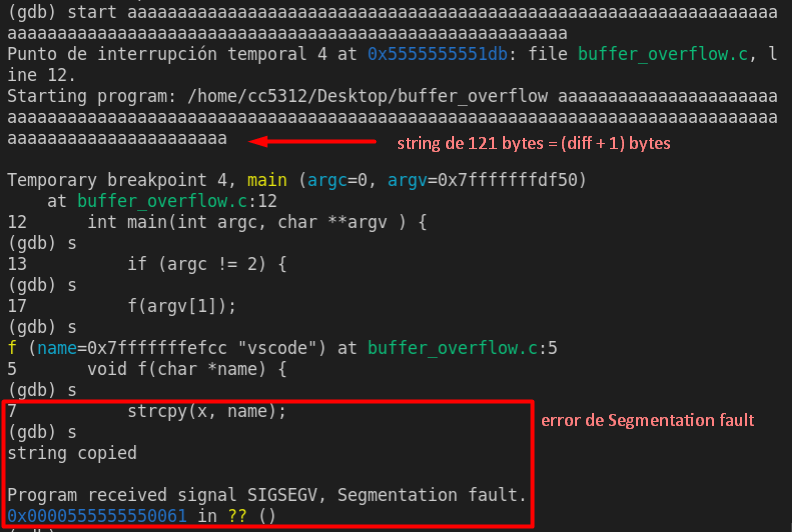 (gdb) start aaaaaaaaaaaaaaaaaaaaaaaaaaaaaaaaaaaaaaaaaaaaaaaaaaaaaaaaaaaaaaaaa
aaaaaaaaaaaaaaaaaaaaaaaaaaaaaaaaaaaaaaaaaaaaaaaaaaaaaaaa
Punto de interrupción temporal 4 at 0x5555555551db: file buffer_overflow.c, l
ine 12.
Starting program: /home/cc5312/Desktop/buffer_overflow aaaaaaaaaaaaaaaaaaaaaa
aaaaaaaaaaaaaaaaaaaaaaaaaaaaaaaaaaaaaaaaaaaaaaaaaaaaaaaaaaaaaaaaaaaaaaaaaaaaa
aaaaaaaaaaaaaaaaaaaaaa
string de 121 bytes = (diff + 1) bytes
Temporary breakpoint 4, main (argc=0, argv=0x7fffffffdf50)
at buffer_overflow.c:12
12 int main(int argc, char **argv ) {
(gdb) s
13 if (argc != 2) {
(gdb) s
17 f(argv[1]);
(gdb) s
f (name=0x7fffffffefcc "vscode") at buffer_overflow.c:5
5 void f(char *name) {
(gdb) s
7 strcpy(x, name);
error de Segmentation fault
(gdb) s
string copied
Program received signal SIGSEGV, Segmentation fault.
0x0000555555550061 in ?? ()